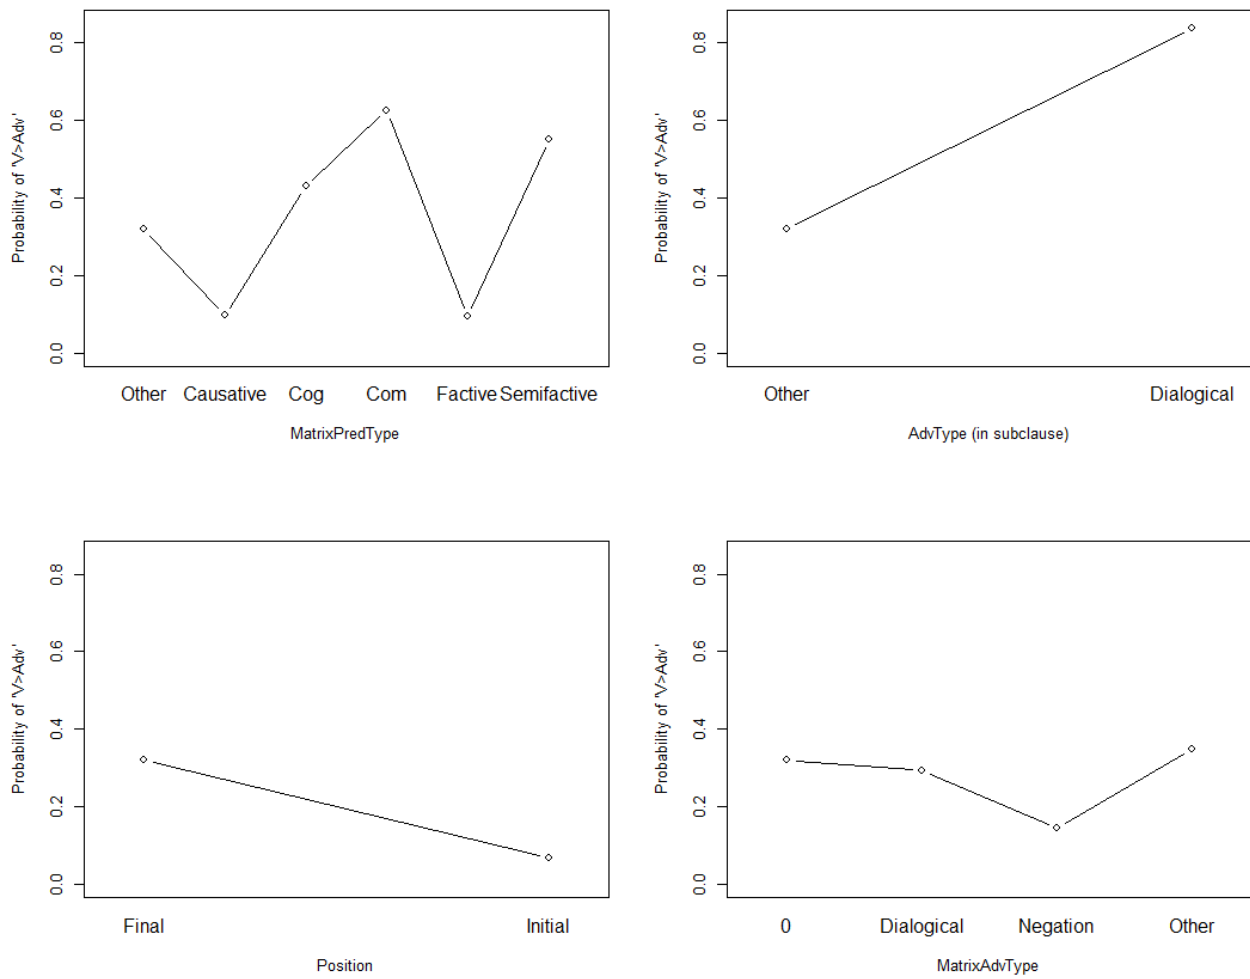 Probability of 'V>Adv'
0.8
0.6
0.4
0.2
0.0
Other Causative Cog Com Factive Semifactive
MatrixPredType
Probability of 'V>Adv'
0.8
0.6
0.4
0.2
0.0
Other Dialogical
AdvType (in subclause)
Probability of 'V>Adv'
0.8
0.6
0.4
0.2
0.0
Final Initial
Position
Probability of 'V>Adv'
0.8
0.6
0.4
0.2
0.0
0 Dialogical Negation Other
MatrixAdvType